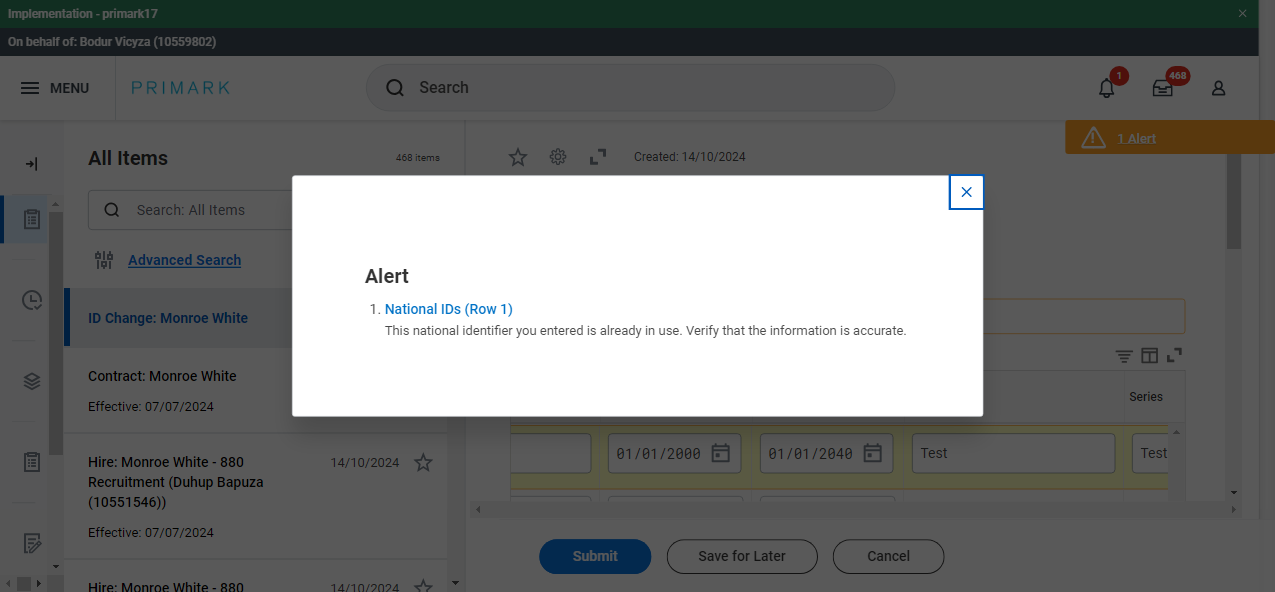 Implementation - primark17
On behalf of: Bodur Vicyza (10559802)
MENU
PRIMARK
Search
1
468
1 Alert
All Items
468 items
Search: All Items
Advanced Search
ID Change: Monroe White
Contract: Monroe White
Effective: 07/07/2024
Hire: Monroe White - 880
Recruitment (Duhup Bapuza
(10551546))
14/10/2024
Effective: 07/07/2024
Hire: Monroe White - 880
14/10/2024
Created: 14/10/2024
Alert
1. National IDs (Row 1)
This national identifier you entered is already in use. Verify that the information is accurate.
Series
01/01/2000
01/01/2040
Test
Test
Submit
Save for Later
Cancel